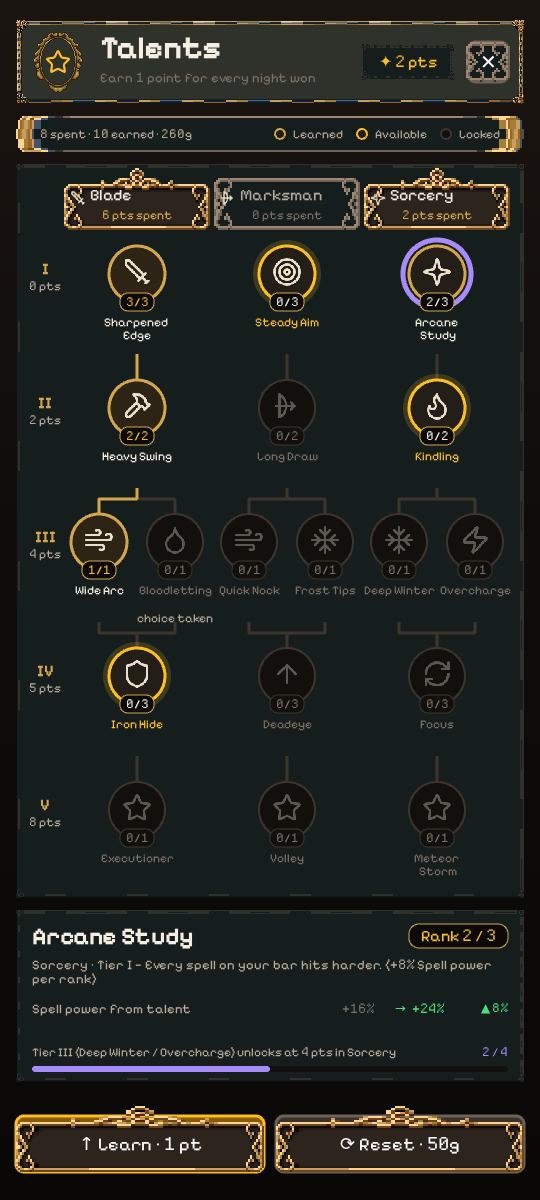 Talents
Earn 1 point for every night won
✦ 2 pts
8 spent · 10 earned · 260g
Learned
Available
Locked
Blade
6 pts spent
Marksman
0 pts spent
Sorcery
2 pts spent
I
0 pts
3/3
0/3
2/3
Sharpened
Edge
Steady Aim
Arcane
Study
II
2 pts
2/2
0/2
0/2
Heavy Swing
Long Draw
Kindling
III
4 pts
1/1
0/1
0/1
0/1
0/1
0/1
Wide Arc
Bloodletting
Quick Nock
Frost Tips
Deep Winter
Overcharge
choice taken
IV
5 pts
0/3
0/3
0/3
Iron Hide
Deadeye
Focus
V
8 pts
0/1
0/1
0/1
Executioner
Volley
Meteor
Storm
Arcane Study
Rank 2 / 3
Sorcery · Tier I – Every spell on your bar hits harder. (+8% Spell power
per rank)
Spell power from talent
+16%
→ +24%
▲8%
Tier III (Deep Winter / Overcharge) unlocks at 4 pts in Sorcery
2 / 4
↑ Learn · 1 pt
⟳ Reset · 50g